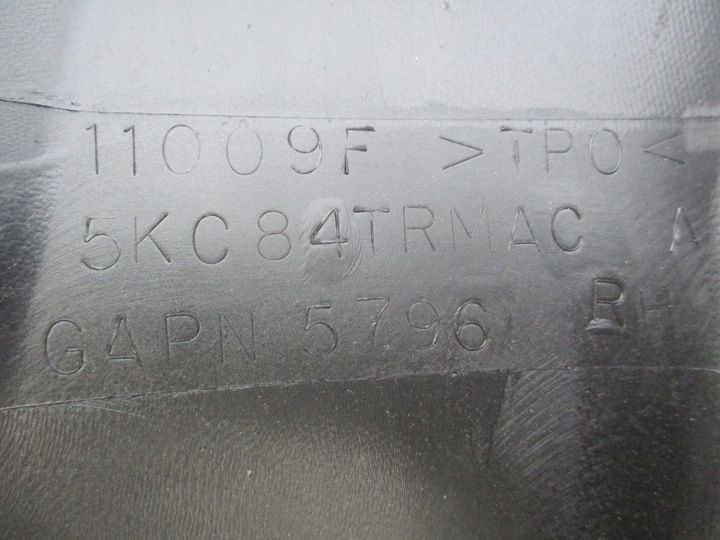 11009F >TPO<
5KC84TRMAC A
GAPN 5796 RH